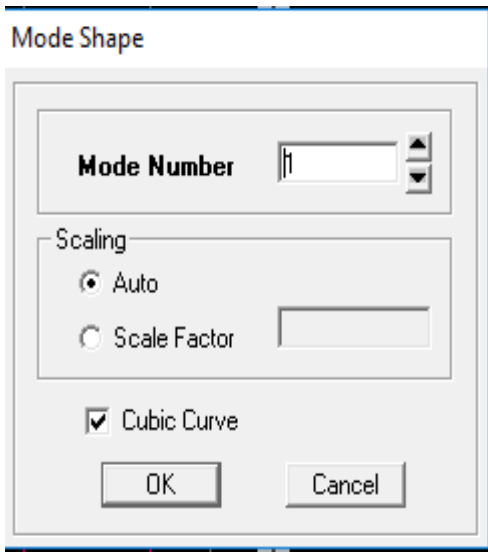 Mode Shape
Mode Number 1
Scaling
Auto
Scale Factor
Cubic Curve
OK Cancel